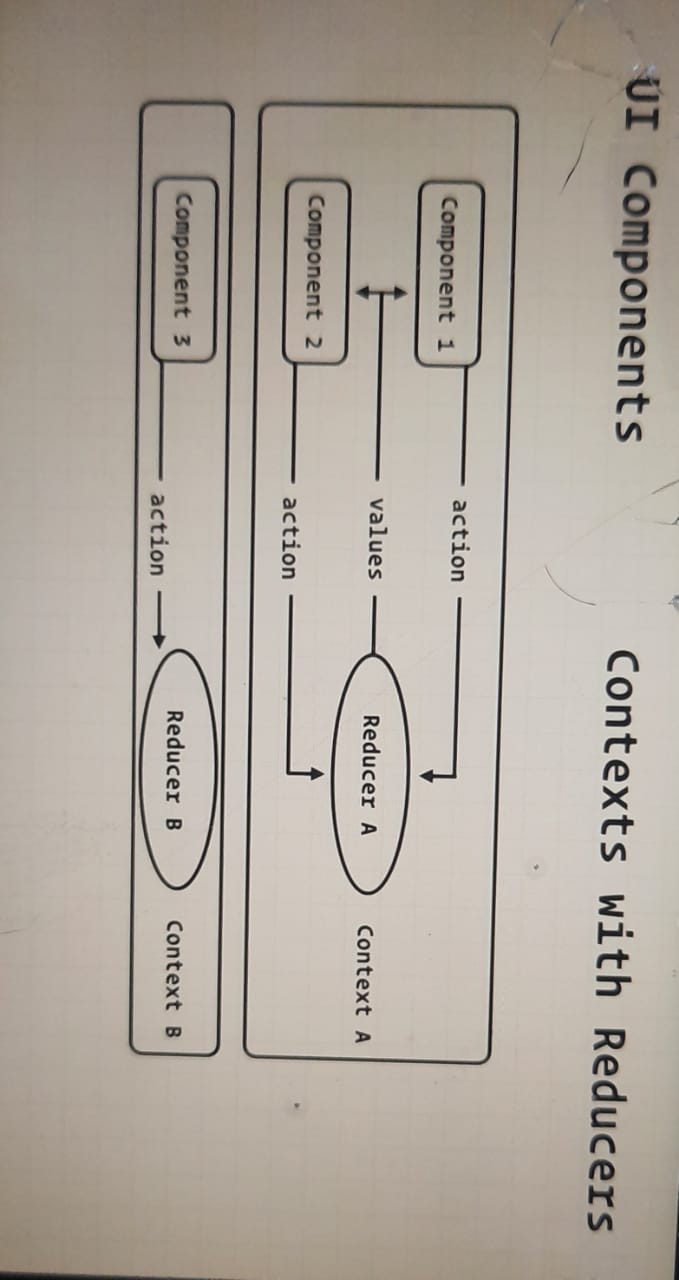 UI Components
Contexts with Reducers
Component 1
action
values
Reducer A
Context A
Component 2
action
Component 3
action
Reducer B
Context B